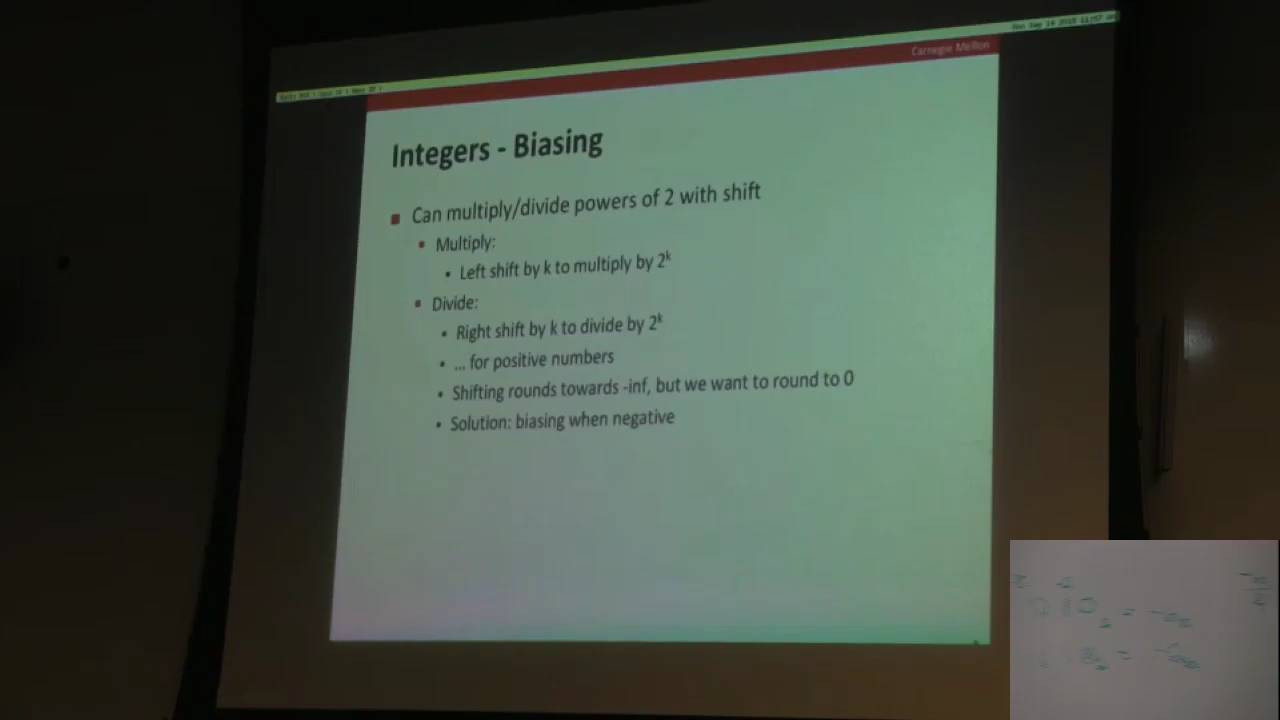 Carnegie Mellon
Integers - Biasing
Can multiply/divide powers of 2 with shift
Multiply:
Left shift by k to multiply by 2ᵏ
Divide:
Right shift by k to divide by 2ᵏ
... for positive numbers
Shifting rounds towards -inf, but we want to round to 0
Solution: biasing when negative